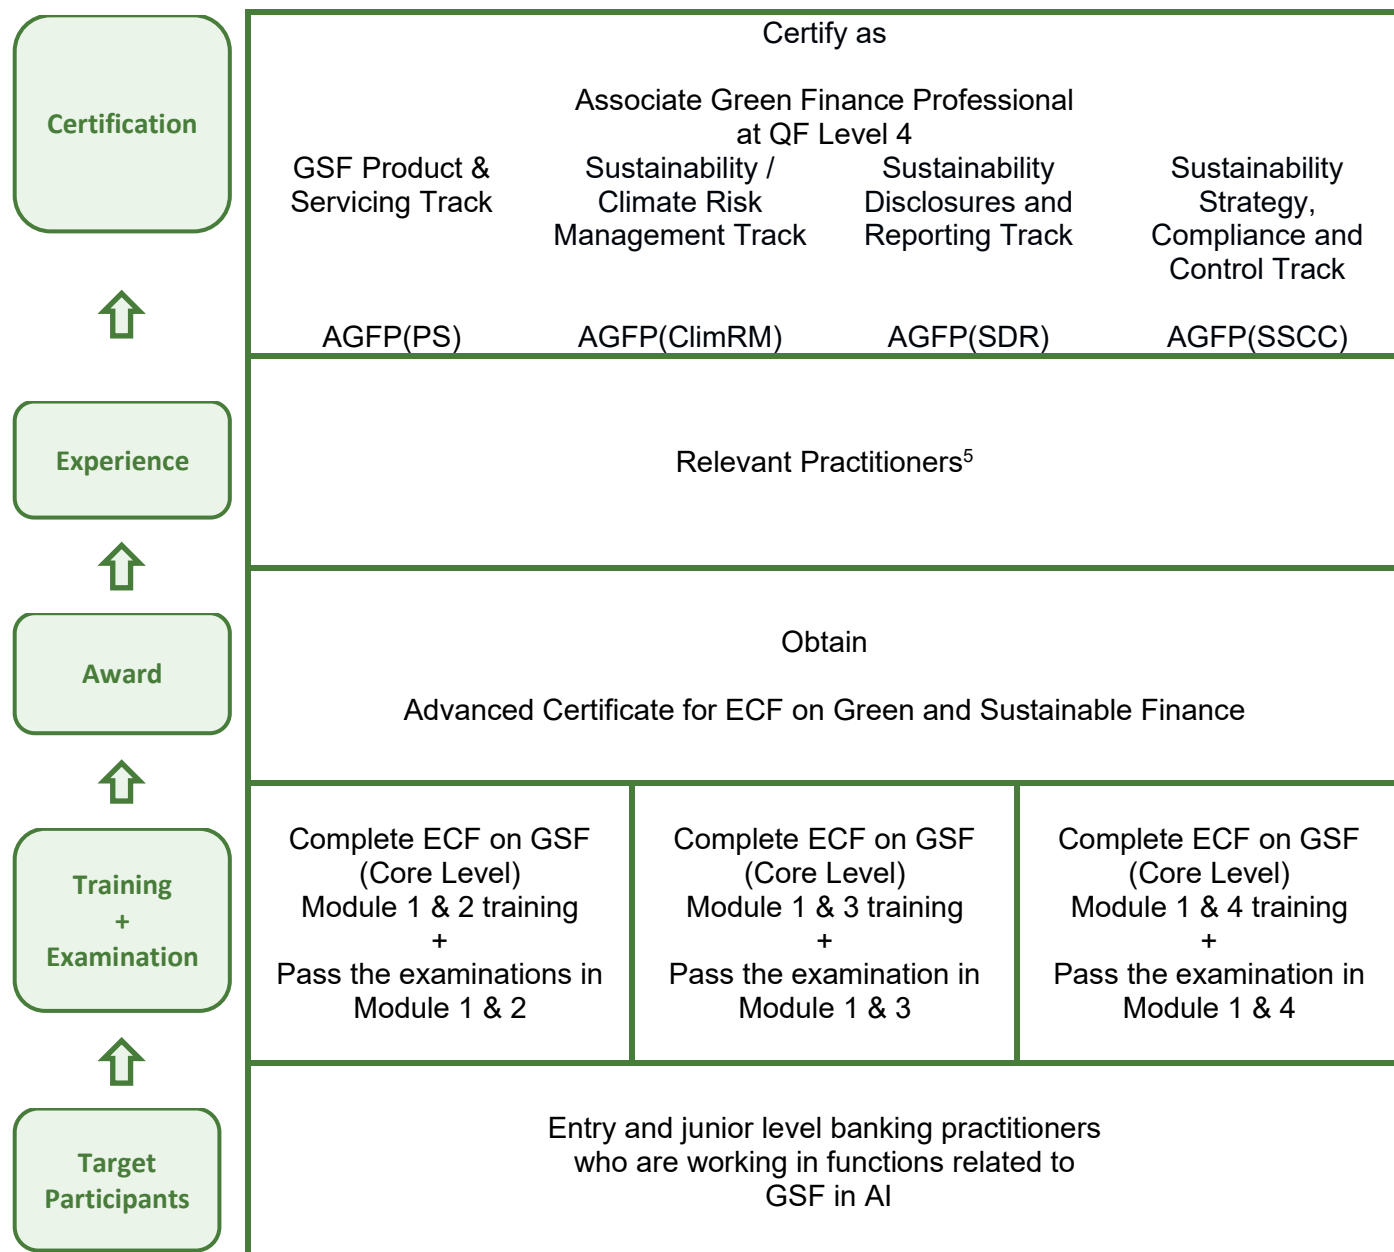 Certification
Certify as
Associate Green Finance Professional
at QF Level 4
GSF Product &
Servicing Track
Sustainability /
Climate Risk
Management Track
Sustainability
Disclosures and
Reporting Track
Sustainability
Strategy,
Compliance and
Control Track
AGFP(PS)
AGFP(ClimRM)
AGFP(SDR)
AGFP(SSCC)
Experience
Relevant Practitioners⁵
Award
Obtain
Advanced Certificate for ECF on Green and Sustainable Finance
Training
+
Examination
Complete ECF on GSF
(Core Level)
Module 1 & 2 training
+
Pass the examinations in
Module 1 & 2
Complete ECF on GSF
(Core Level)
Module 1 & 3 training
+
Pass the examination in
Module 1 & 3
Complete ECF on GSF
(Core Level)
Module 1 & 4 training
+
Pass the examination in
Module 1 & 4
Target
Participants
Entry and junior level banking practitioners
who are working in functions related to
GSF in AI